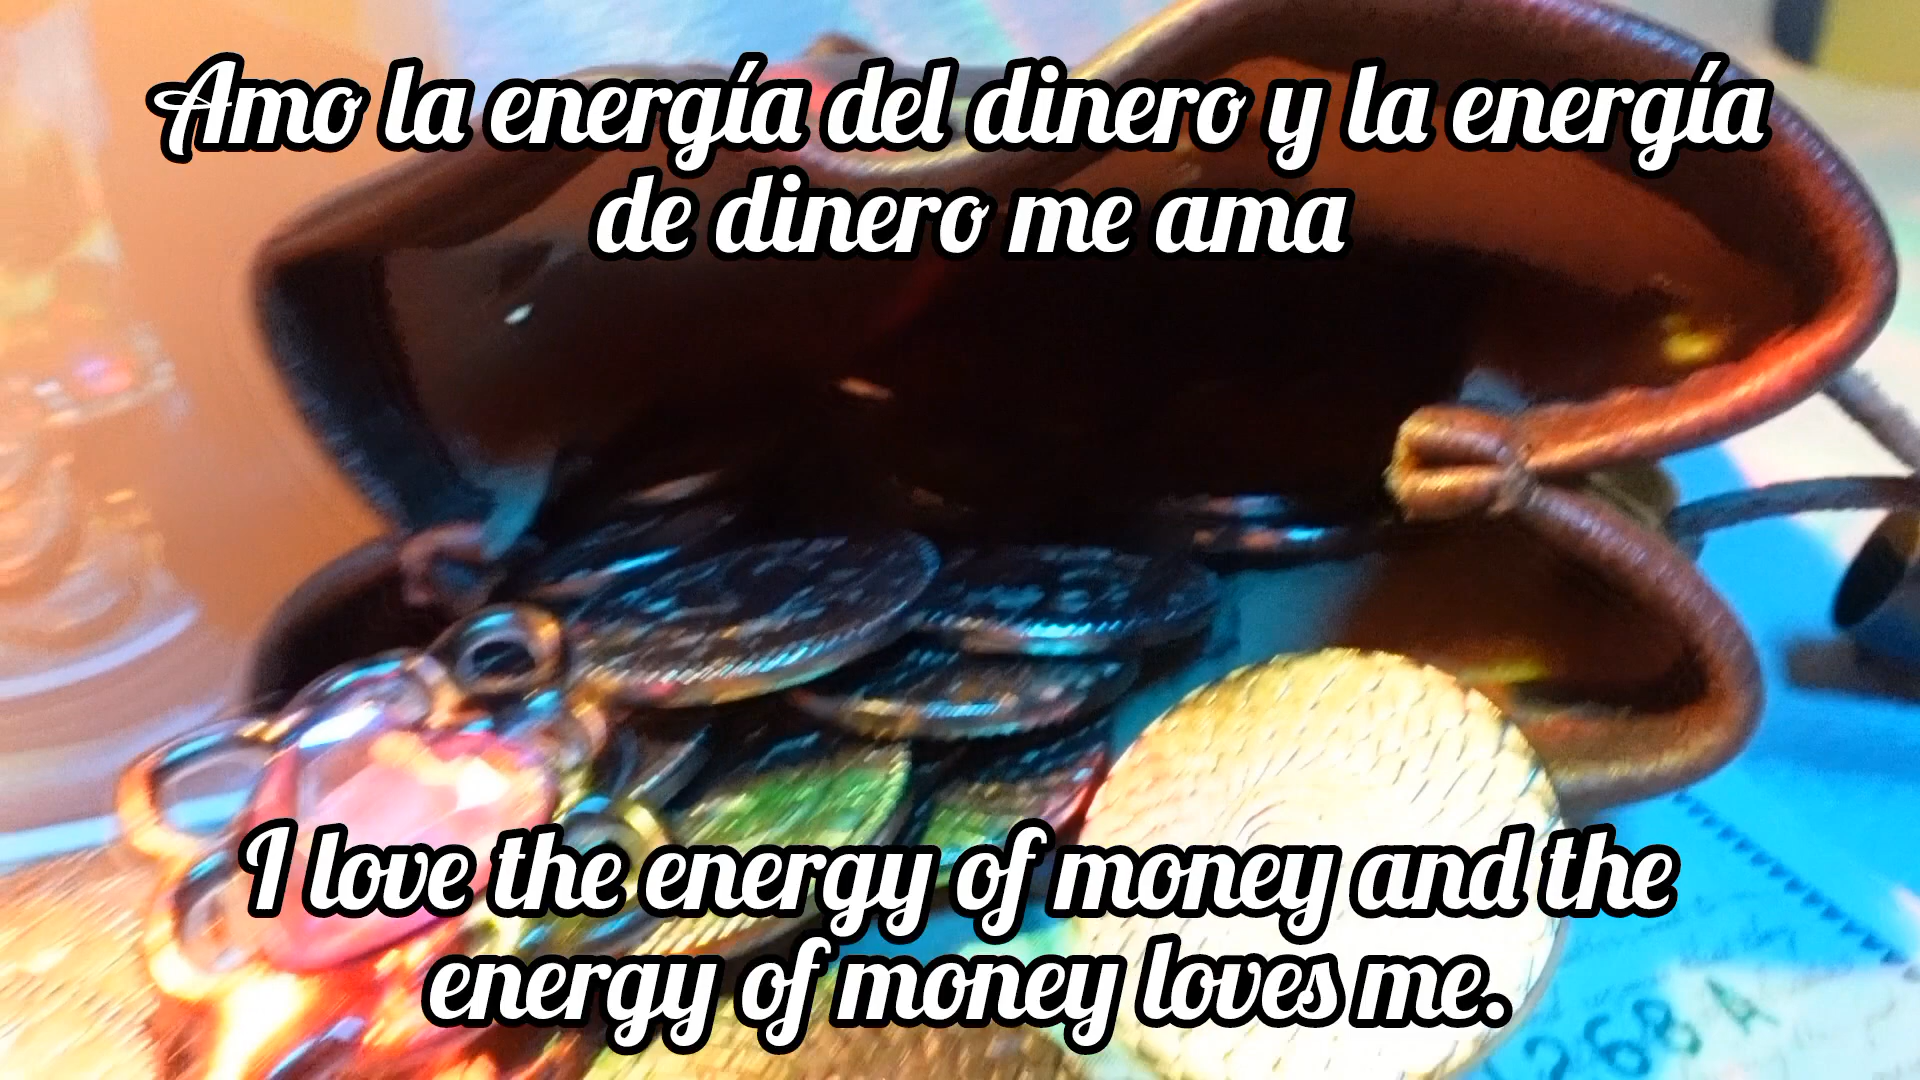 Amo la energía del dinero y la energía
de dinero me ama
I love the energy of money and the
energy of money loves me.
268A